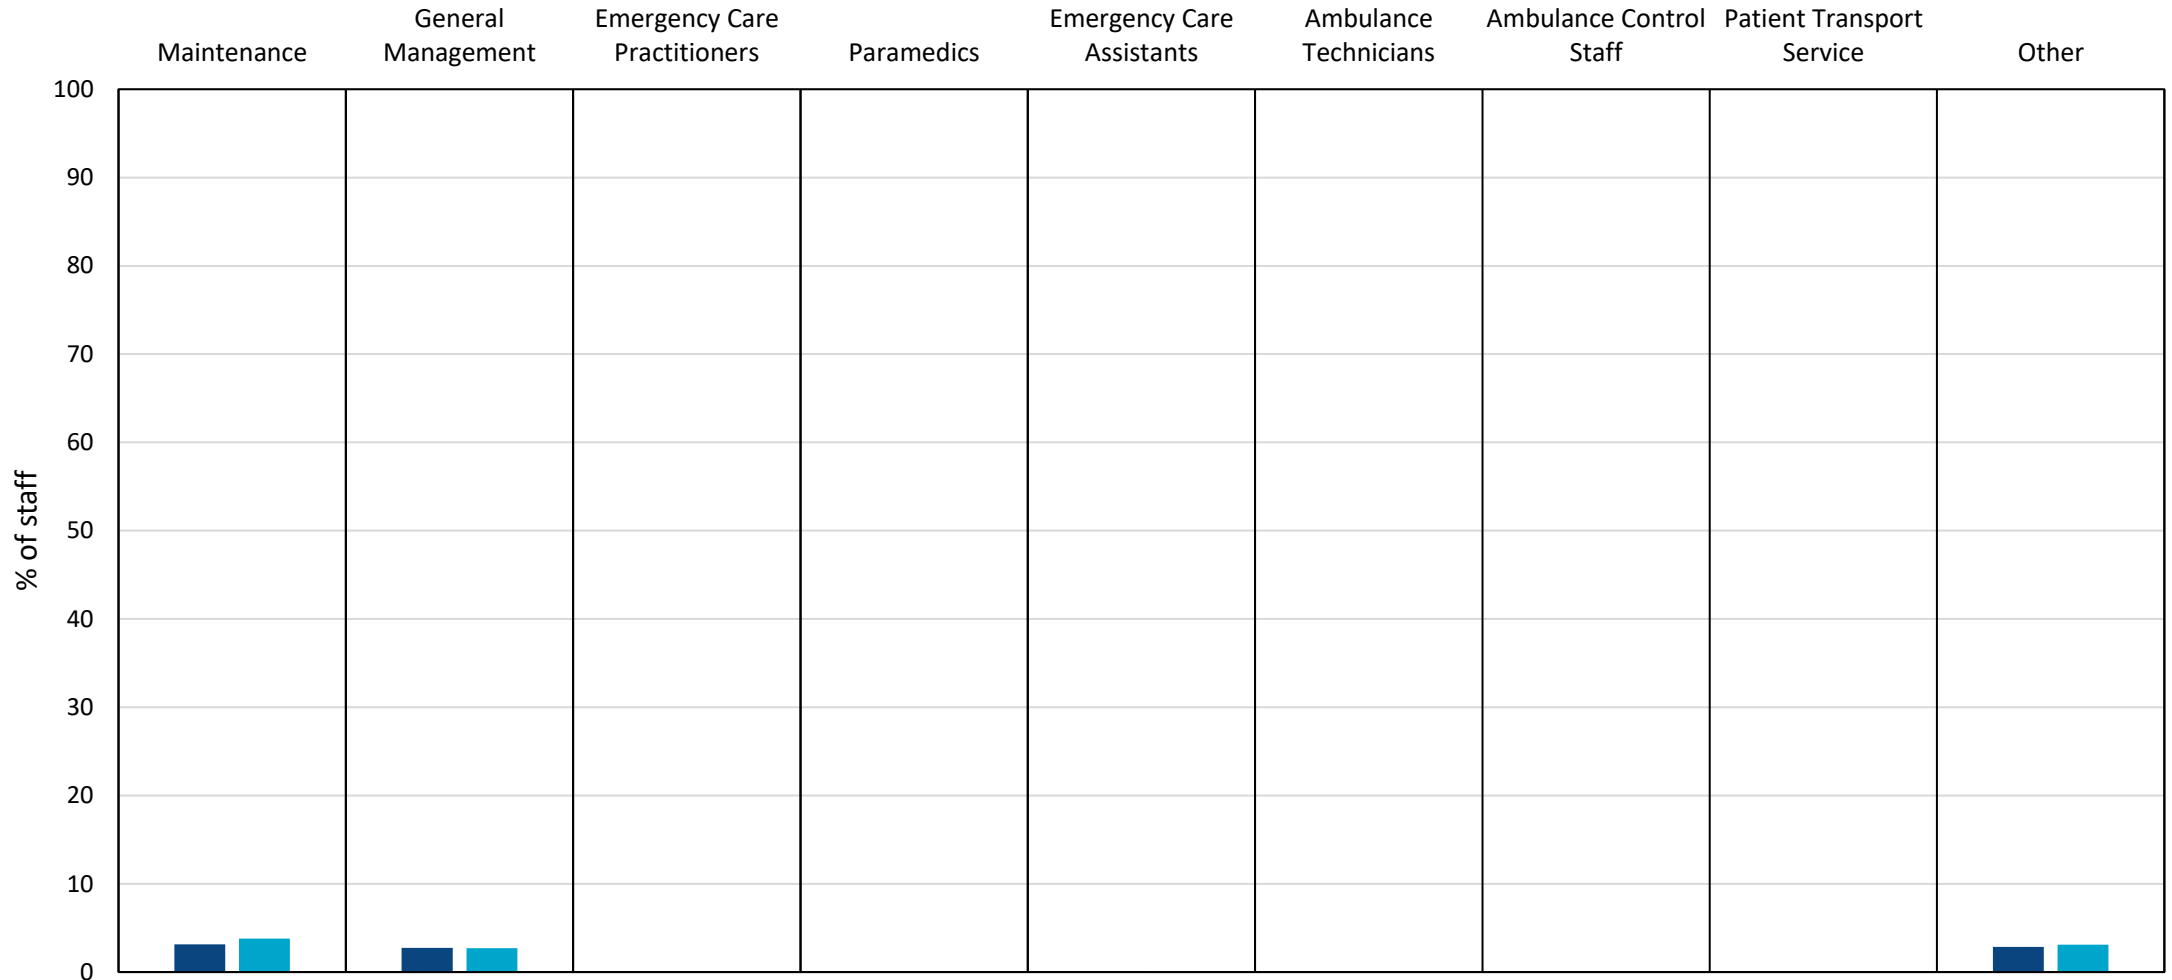 Maintenance
General
Management
Emergency Care
Practitioners
Paramedics
Emergency Care
Assistants
Ambulance
Technicians
Ambulance Control
Staff
Patient Transport
Service
Other
100
90
80
70
60
50
40
30
20
10
0
% of staff